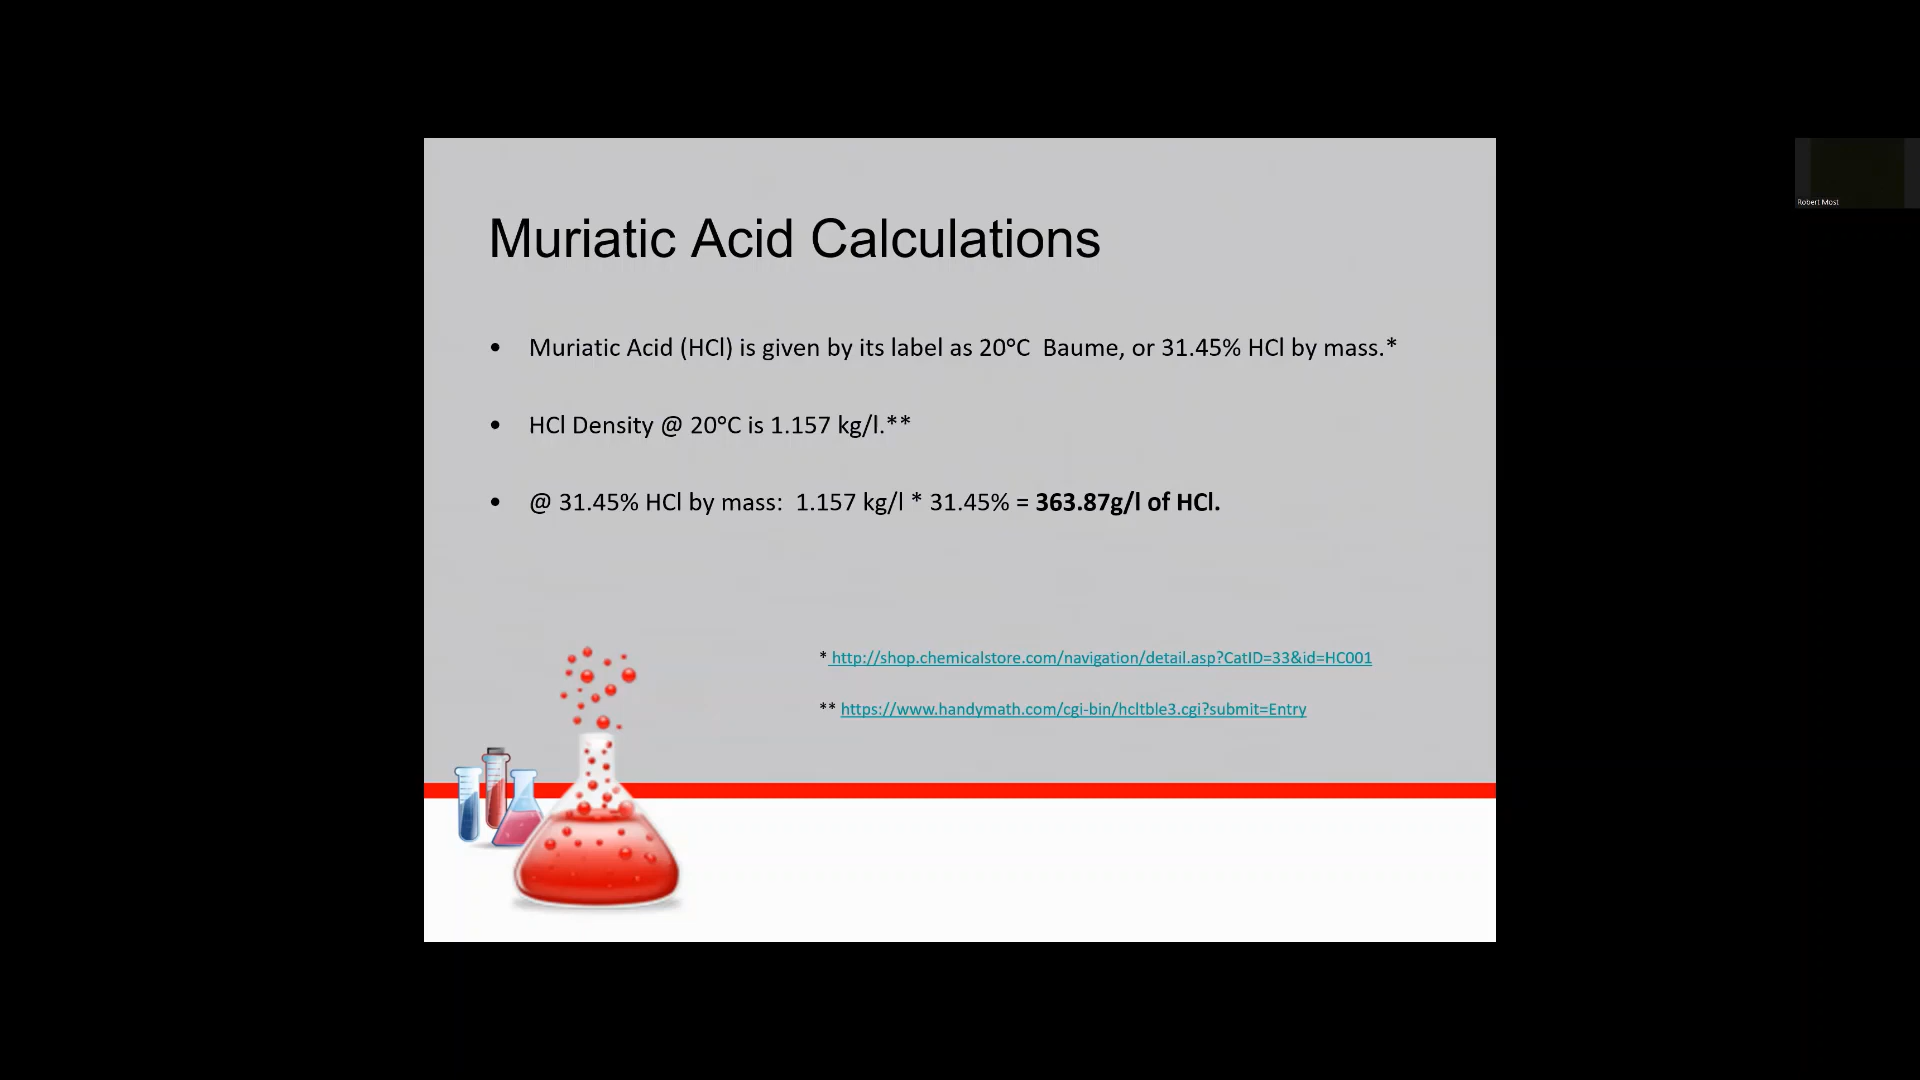 Robert Most
Muriatic Acid Calculations
• Muriatic Acid (HCl) is given by its label as 20°C  Baume, or 31.45% HCl by mass.*
• HCl Density @ 20°C is 1.157 kg/l.**
• @ 31.45% HCl by mass:  1.157 kg/l * 31.45% = 363.87g/l of HCl.
* http://shop.chemicalstore.com/navigation/detail.asp?CatID=33&id=HC001
** https://www.handymath.com/cgi-bin/hcltble3.cgi?submit=Entry